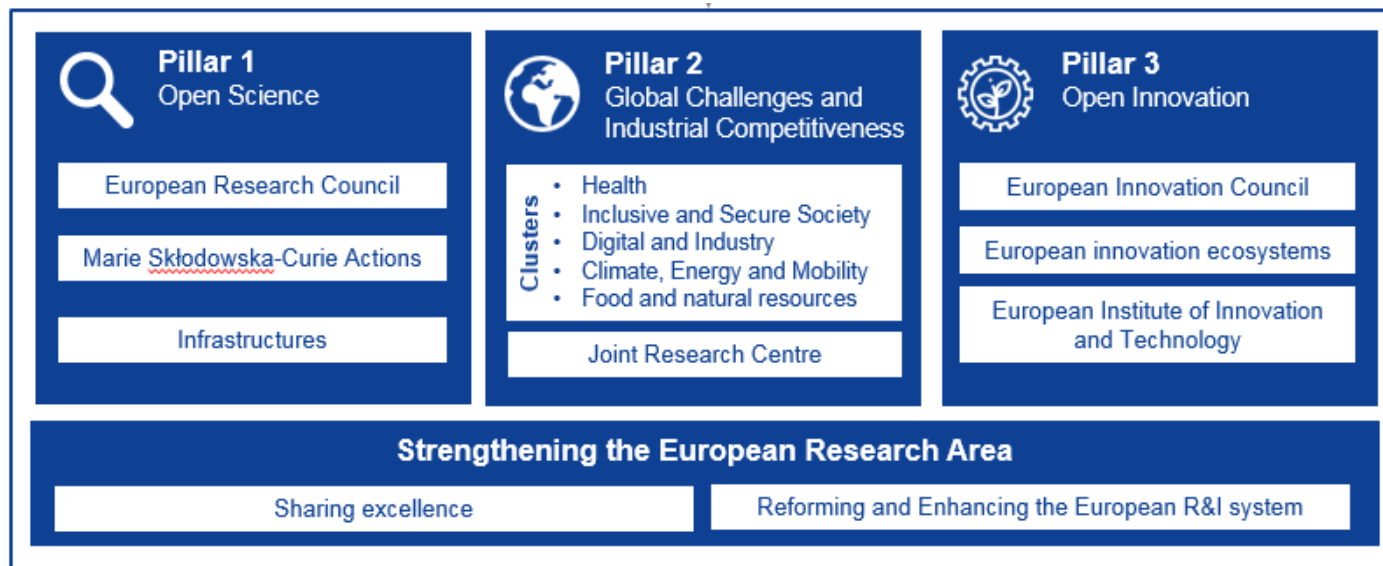 Pillar 1
Open Science
European Research Council
Marie Skłodowska-Curie Actions
Infrastructures
Pillar 2
Global Challenges and
Industrial Competitiveness
Clusters
• Health
• Inclusive and Secure Society
• Digital and Industry
• Climate, Energy and Mobility
• Food and natural resources
Joint Research Centre
Pillar 3
Open Innovation
European Innovation Council
European innovation ecosystems
European Institute of Innovation
and Technology
Strengthening the European Research Area
Sharing excellence
Reforming and Enhancing the European R&I system